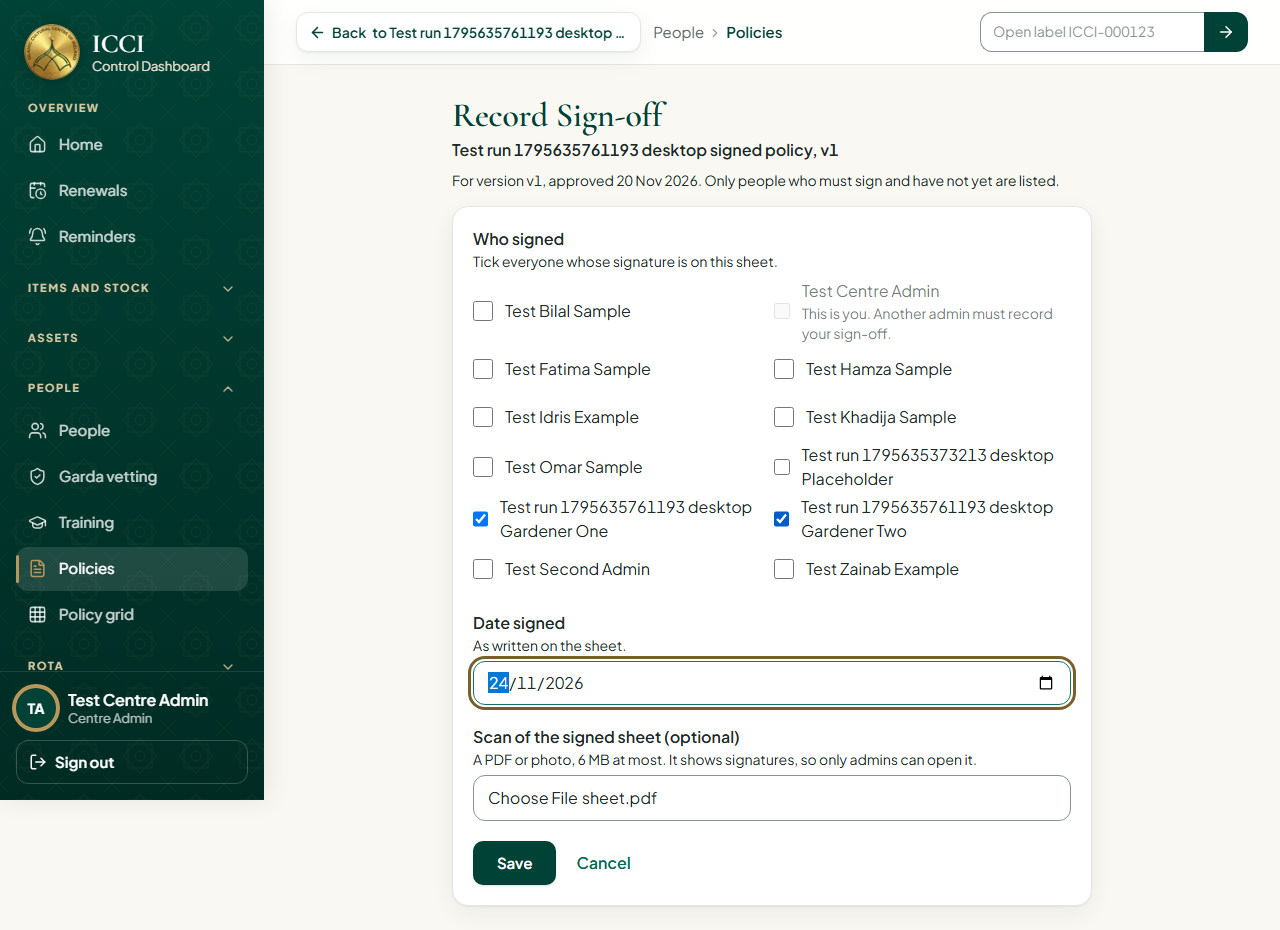 ICCI
Control Dashboard
OVERVIEW
Home
Renewals
Reminders
ITEMS AND STOCK
ASSETS
PEOPLE
People
Garda vetting
Training
Policies
Policy grid
ROTA
TA
Test Centre Admin
Centre Admin
Sign out
Back to Test run 1795635761193 desktop ...
People > Policies
Open label ICCI-000123
Record Sign-off
Test run 1795635761193 desktop signed policy, v1
For version v1, approved 20 Nov 2026. Only people who must sign and have not yet are listed.
Who signed
Tick everyone whose signature is on this sheet.
Test Bilal Sample
Test Centre Admin
This is you. Another admin must record
your sign-off.
Test Fatima Sample
Test Hamza Sample
Test Idris Example
Test Khadija Sample
Test Omar Sample
Test run 1795635373213 desktop
Placeholder
Test run 1795635761193 desktop
Gardener One
Test run 1795635761193 desktop
Gardener Two
Test Second Admin
Test Zainab Example
Date signed
As written on the sheet.
24/11/2026
Scan of the signed sheet (optional)
A PDF or photo, 6 MB at most. It shows signatures, so only admins can open it.
Choose File sheet.pdf
Save
Cancel